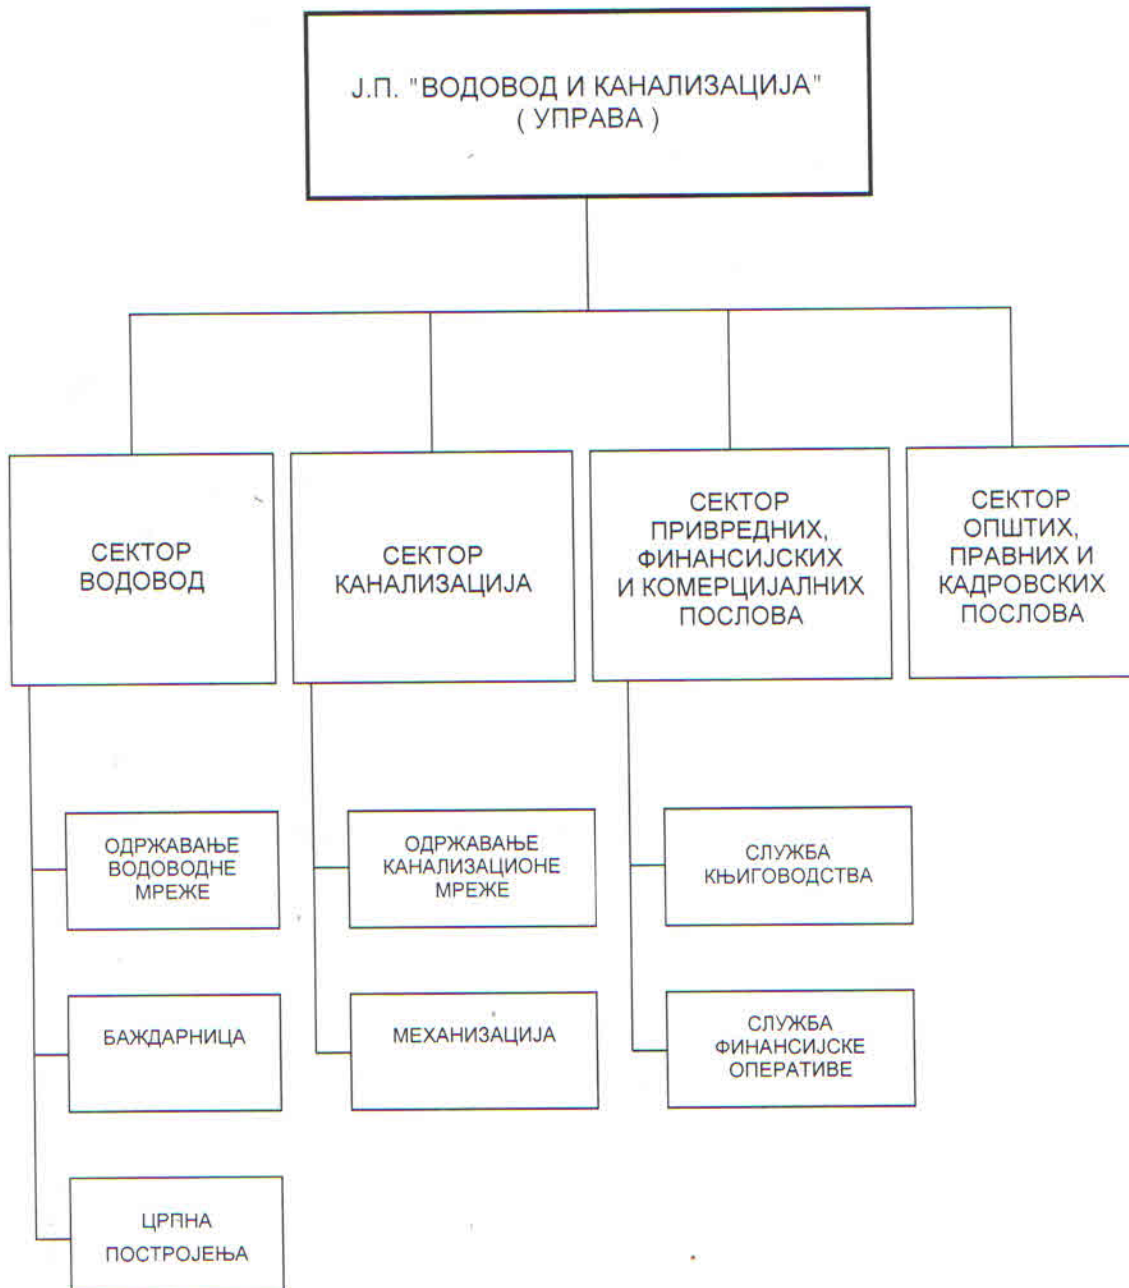 Ј.П. "ВОДОВОД И КАНАЛИЗАЦИЈА"
( УПРАВА )
СЕКТОР
ВОДОВОД
СЕКТОР
КАНАЛИЗАЦИЈА
СЕКТОР
ПРИВРЕДНИХ,
ФИНАНСИЈСКИХ
И КОМЕРЦИЈАЛНИХ
ПОСЛОВА
СЕКТОР
ОПШТИХ,
ПРАВНИХ И
КАДРОВСКИХ
ПОСЛОВА
ОДРЖАВАЊЕ
ВОДОВОДНЕ
МРЕЖЕ
ОДРЖАВАЊЕ
КАНАЛИЗАЦИОНЕ
МРЕЖЕ
СЛУЖБА
КЊИГОВОДСТВА
БАЖДАРНИЦА
МЕХАНИЗАЦИЈА
СЛУЖБА
ФИНАНСИЈСКЕ
ОПЕРАТИВЕ
ЦРПНА
ПОСТРОЈЕЊА